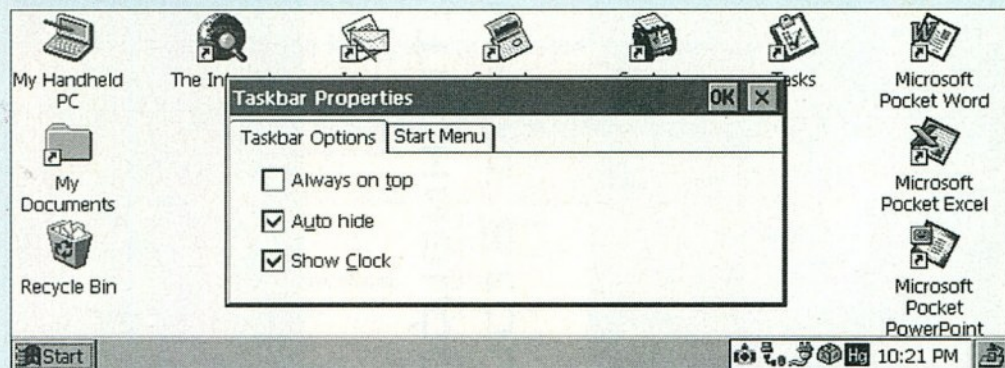 My Handheld
PC
The In
Tasks
Microsoft
Pocket Word
Taskbar Properties
OK
Taskbar Options
Start Menu
Always on top
Auto hide
Show Clock
My
Documents
Microsoft
Pocket Excel
Recycle Bin
Microsoft
Pocket
PowerPoint
Start
Hg
10:21 PM